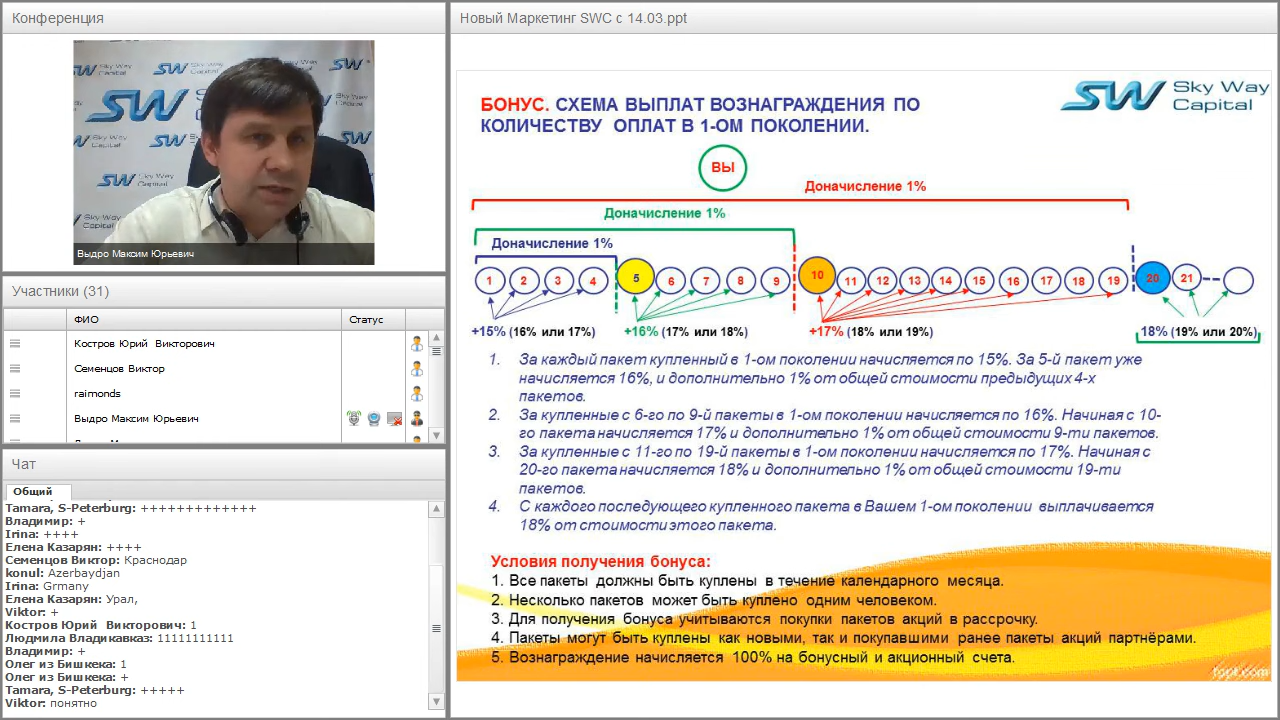 Конференция
Sky Way
Capital
Выдро Максим Юрьевич
Участники (31)
ФИО Статус
Костров Юрий Викторович
Семенцов Виктор
raimonds
Выдро Максим Юрьевич
Чат
Общий
Tamara, S-Peterburg: +++++++++++++
Владимир: +
Irina: ++++
Елена Казарян: ++++
Семенцов Виктор: Краснодар
konul: Azerbaydjan
Irina: Grmany
Елена Казарян: Урал,
Viktor: +
Костров Юрий Викторович: 1
Людмила Владикавказ: 11111111111
Владимир: +
Олег из Бишкека: 1
Олег из Бишкека: +
Tamara, S-Peterburg: +++++
Viktor: понятно
Новый Маркетинг SWC с 14.03.ppt
SW Sky Way
Capital
БОНУС. СХЕМА ВЫПЛАТ ВОЗНАГРАЖДЕНИЯ ПО
КОЛИЧЕСТВУ ОПЛАТ В 1-ОМ ПОКОЛЕНИИ.
ВЫ
Доначисление 1%
Доначисление 1%
Доначисление 1%
1 2 3 4 5 6 7 8 9 10 11 12 13 14 15 16 17 18 19 20 21
+15% (16% или 17%) +16% (17% или 18%) +17% (18% или 19%) 18% (19% или 20%)
1. За каждый пакет купленный в 1-ом поколении начисляется по 15%. За 5-й пакет уже
начисляется 16%, и дополнительно 1% от общей стоимости предыдущих 4-х
пакетов.
2. За купленные с 6-го по 9-й пакеты в 1-ом поколении начисляется по 16%. Начиная с 10-
го пакета начисляется 17% и дополнительно 1% от общей стоимости 9-ти пакетов.
3. За купленные с 11-го по 19-й пакеты в 1-ом поколении начисляется по 17%. Начиная с
20-го пакета начисляется 18% и дополнительно 1% от общей стоимости 19-ти
пакетов.
4. С каждого последующего купленного пакета в Вашем 1-ом поколении выплачивается
18% от стоимости этого пакета.
Условия получения бонуса:
1. Все пакеты должны быть куплены в течение календарного месяца.
2. Несколько пакетов может быть куплено одним человеком.
3. Для получения бонуса учитываются покупки пакетов акций в рассрочку.
4. Пакеты могут быть куплены как новыми, так и покупавшими ранее пакеты акций партнёрами.
5. Вознаграждение начисляется 100% на бонусный и акционный счета.
fppt.com